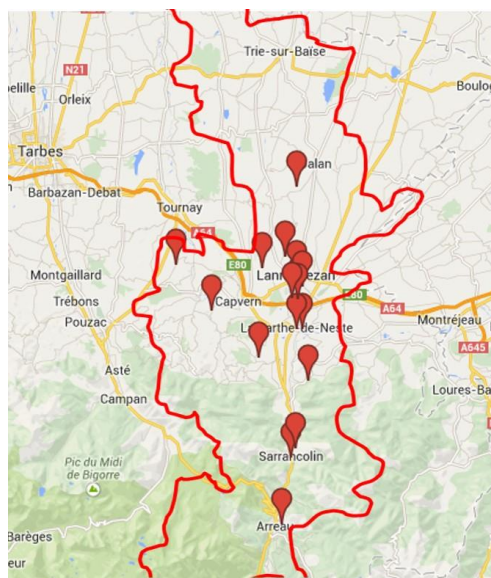 Trie-sur-Baïse
N21
Orleix
Boulo
Tarbes
alan
Barbazan-Debat
Tournay
A64
E80
Lann
ezan
Montgaillard
Capvern
E80
Trébons
A64
Pouzac
La
arthe-de-Neste
Montréjeau
A645
Asté
Campan
Loures-Ba
Pic du Midi
de Bigorre
Sarrancolin
Arreau
Barèges
eur